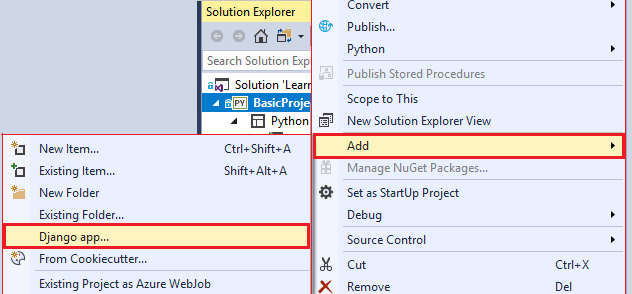 Solution Explorer
Search Solution Exp
Solution 'Learn
PY BasicProje
Python
Convert
Publish...
Python
Publish Stored Procedures
Scope to This
New Solution Explorer View
Add
Manage NuGet Packages...
Set as StartUp Project
Debug
Source Control
Cut Ctrl+X
Remove Del
New Item... Ctrl+Shift+A
Existing Item... Shift+Alt+A
New Folder
Existing Folder...
Django app...
From Cookiecutter...
Existing Project as Azure WebJob